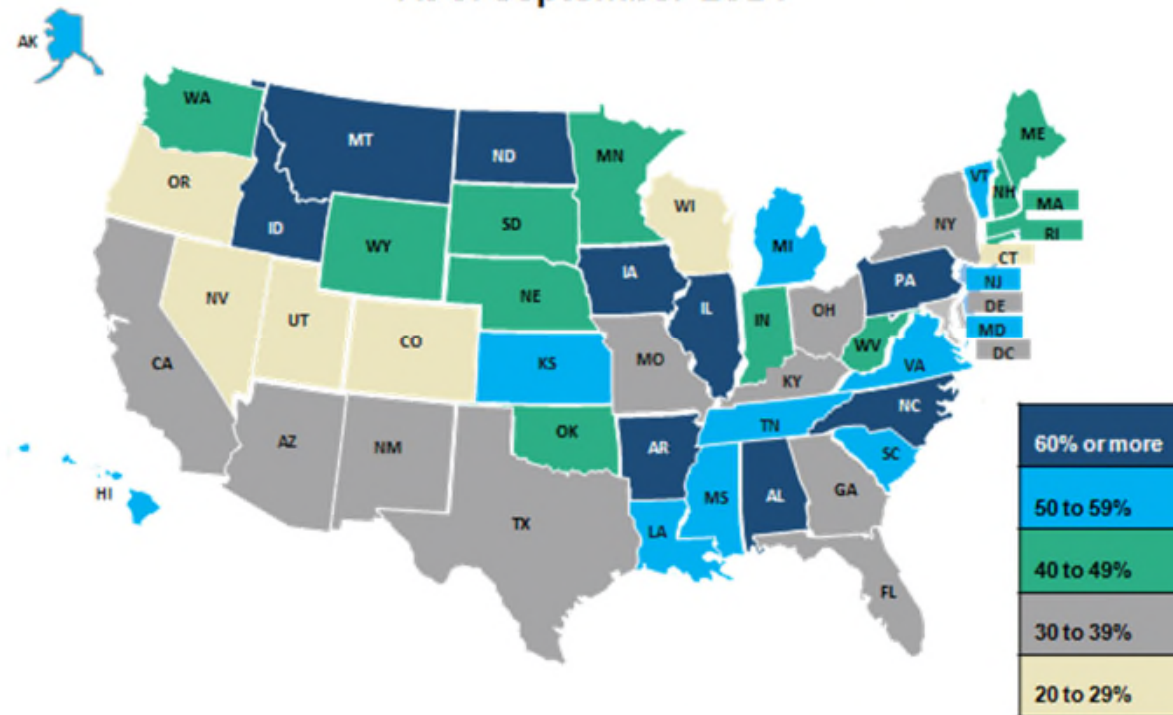 AK
WA
MT
ND
MN
ME
VT
NH
MA
RI
CT
OR
ID
WY
SD
WI
MI
NY
NV
UT
CO
NE
IA
IL
IN
OH
PA
NJ
DE
MD
DC
CA
KS
MO
KY
WV
VA
AZ
NM
OK
AR
TN
NC
SC
HI
TX
LA
MS
AL
GA
FL
60% or more
50 to 59%
40 to 49%
30 to 39%
20 to 29%